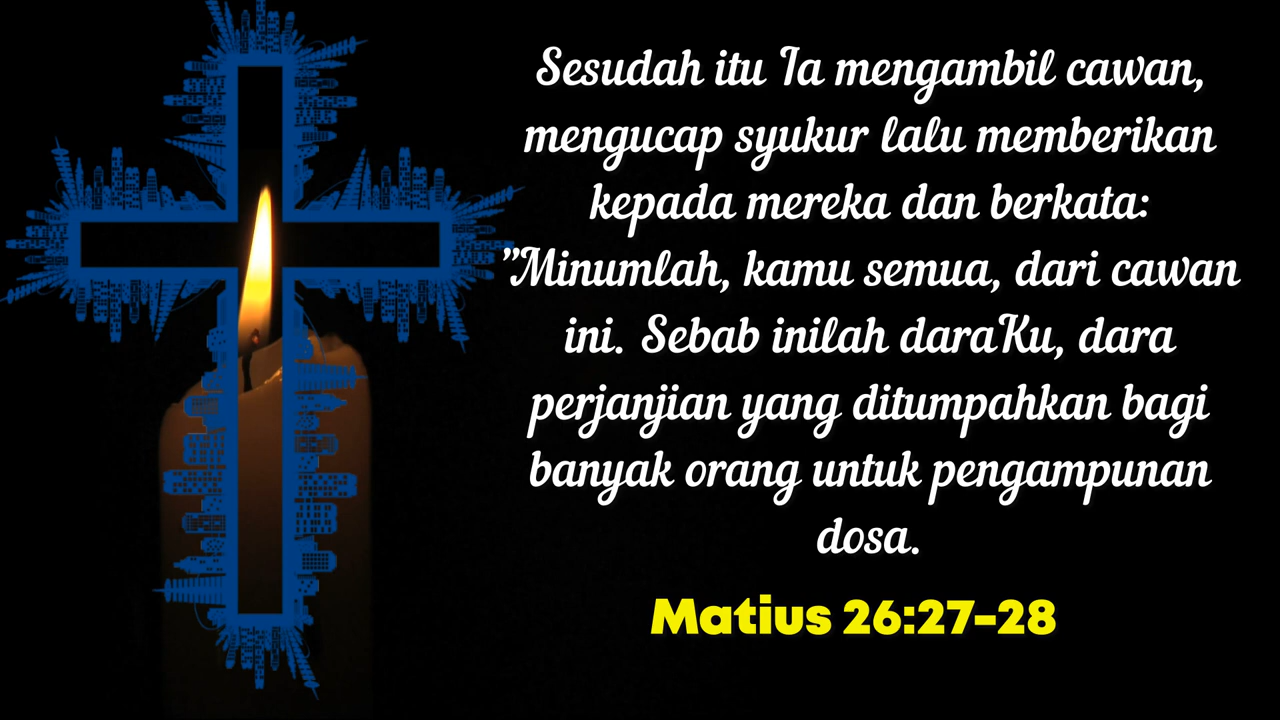 Sesudah itu Ia mengambil cawan,
mengucap syukur lalu memberikan
kepada mereka dan berkata:
"Minumlah, kamu semua, dari cawan
ini. Sebab inilah daraKu, dara
perjanjian yang ditumpahkan bagi
banyak orang untuk pengampunan
dosa.
Matius 26:27-28